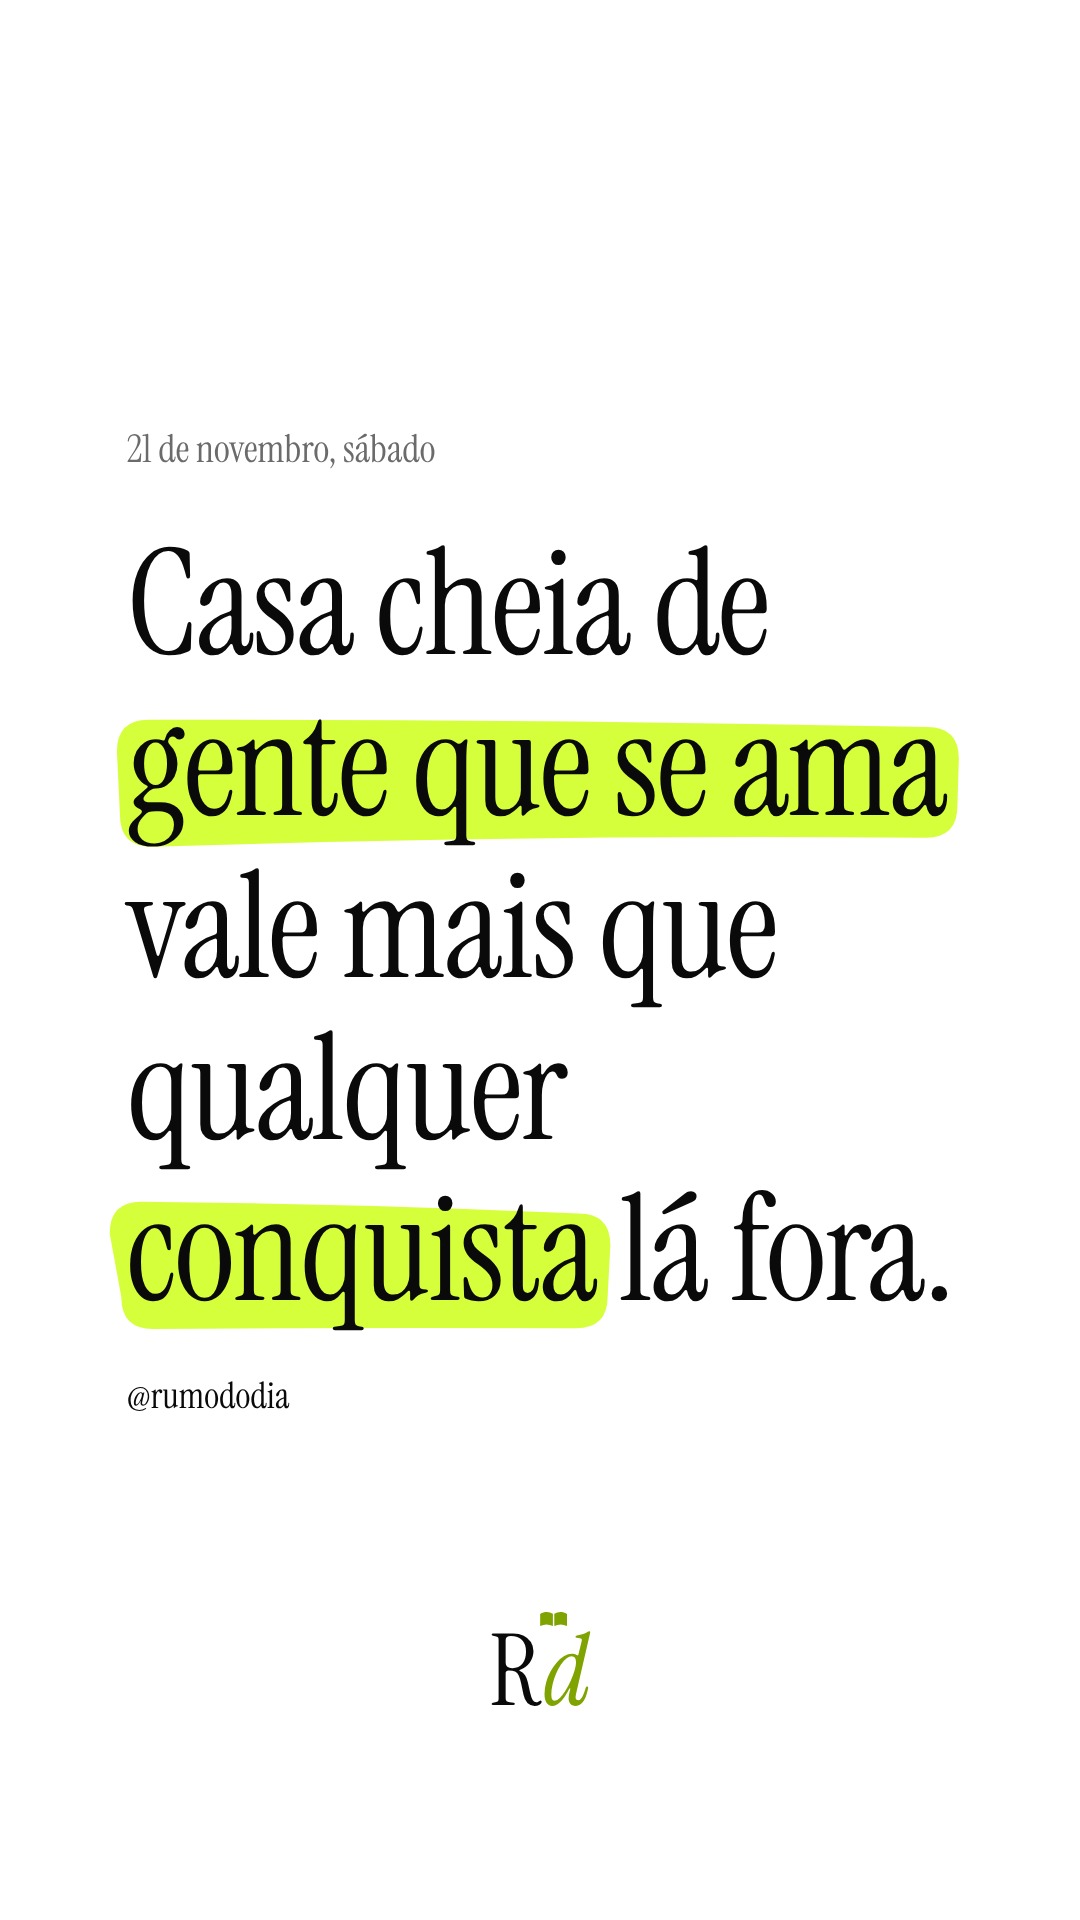 21 de novembro, sábado
Casa cheia de
gente que se ama
vale mais que
qualquer
conquista lá fora.
@rumododia
Rd